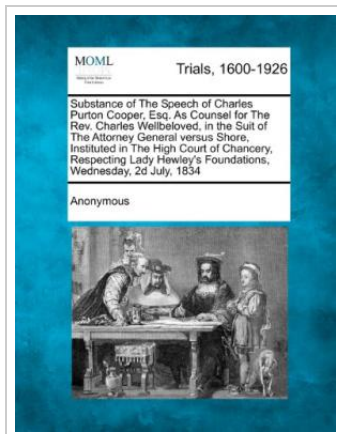 MOML
Trials, 1600-1926
Substance of The Speech of Charles
Purton Cooper, Esq. As Counsel for The
Rev. Charles Wellbeloved, in the Suit of
The Attorney General versus Shore,
Instituted in The High Court of Chancery,
Respecting Lady Hewley's Foundations,
Wednesday, 2d July, 1834
Anonymous